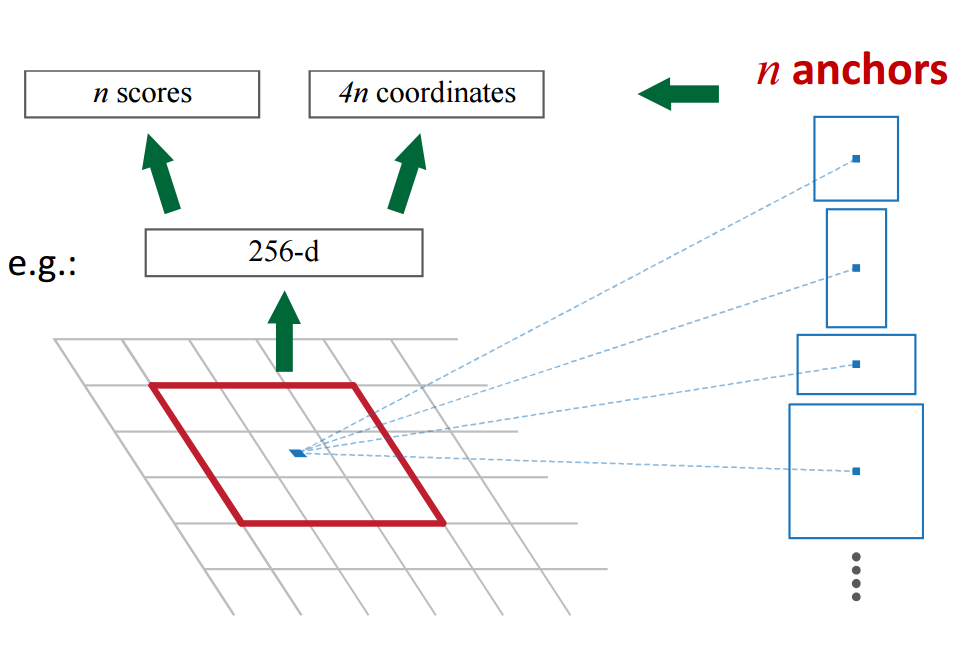 n anchors
n scores
4n coordinates
256-d
e.g.: